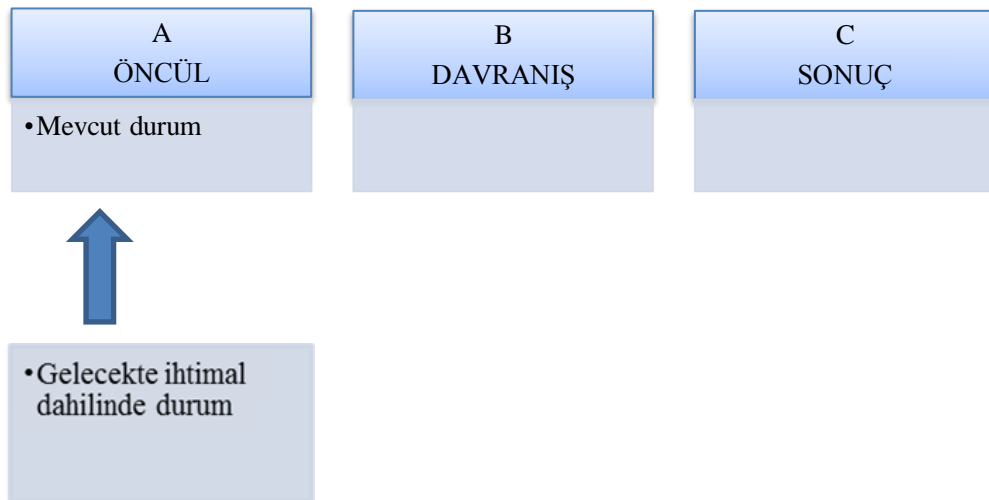 A
ÖNCÜL
•Mevcut durum
B
DAVRANIŞ
C
SONUÇ
•Gelecekte ihtimal
dahilinde durum